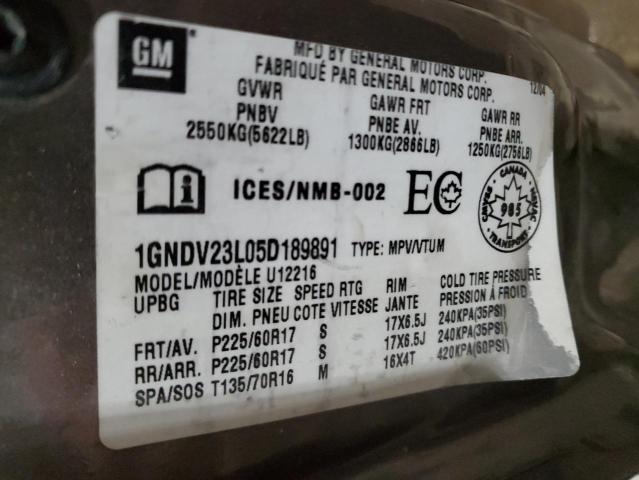 GM
MFD BY GENERAL MOTORS CORP.
FABRIQUÉ PAR GENERAL MOTORS CORP.
12/04
GVWR GAWR FRT GAWR RR
PNBV PNBE AV. PNBE ARR.
2550KG(5622LB) 1300KG(2866LB) 1250KG(2756LB)
ICES/NMB-002 EC
CANADA
CMVSS NSVAC
985
TRANSPORT
1GNDV23L05D189891 TYPE: MPV/VTUM
MODEL/MODÈLE U12216
UPBG TIRE SIZE SPEED RTG RIM COLD TIRE PRESSURE
DIM. PNEU COTE VITESSE JANTE PRESSION À FROID
FRT/AV. P225/60R17 S 17X6.5J 240KPA(35PSI)
RR/ARR. P225/60R17 S 17X6.5J 240KPA(35PSI)
SPA/SOS T135/70R16 M 16X4T 420KPA(60PSI)